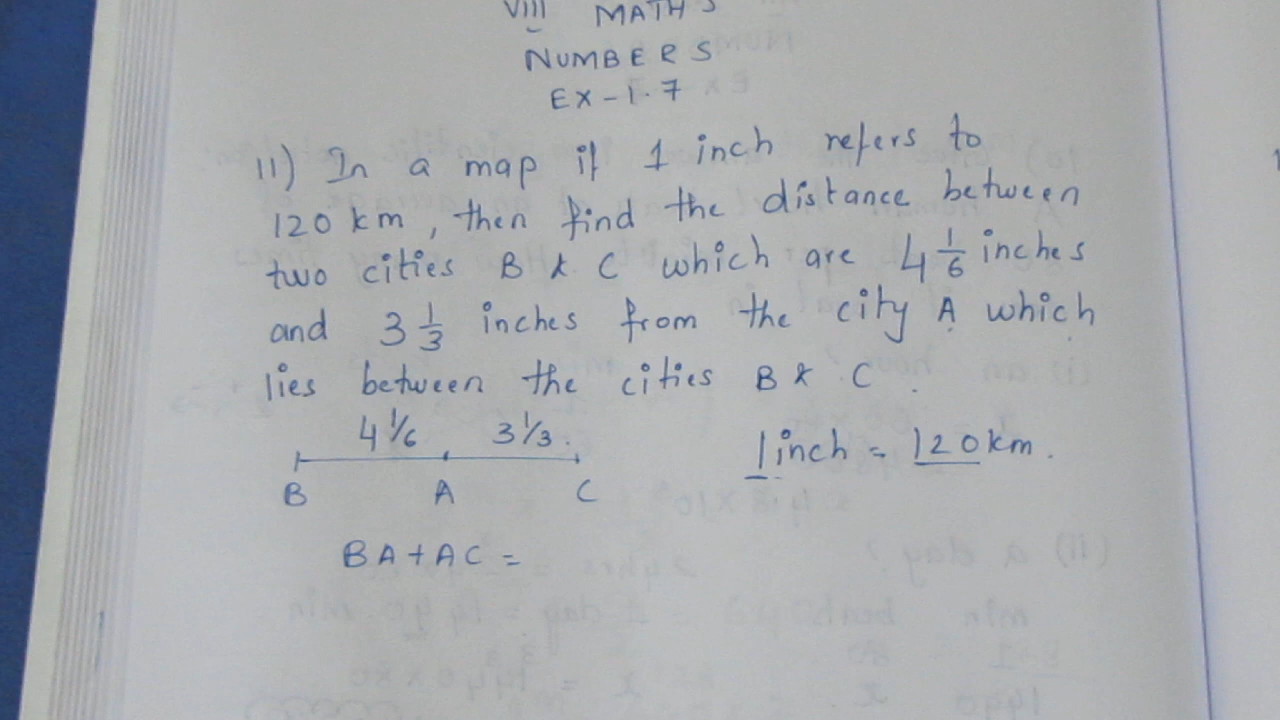 VIII MATHS
NUMBERS
EX-1.7
11) In a map if 1 inch refers to
120 km, then find the distance between
two cities B & C which are 4 1/6 inches
and 3 1/3 inches from the city A which
lies between the cities B & C.
4 1/6 3 1/3. 1 inch = 120 km.
B A C
BA + AC =